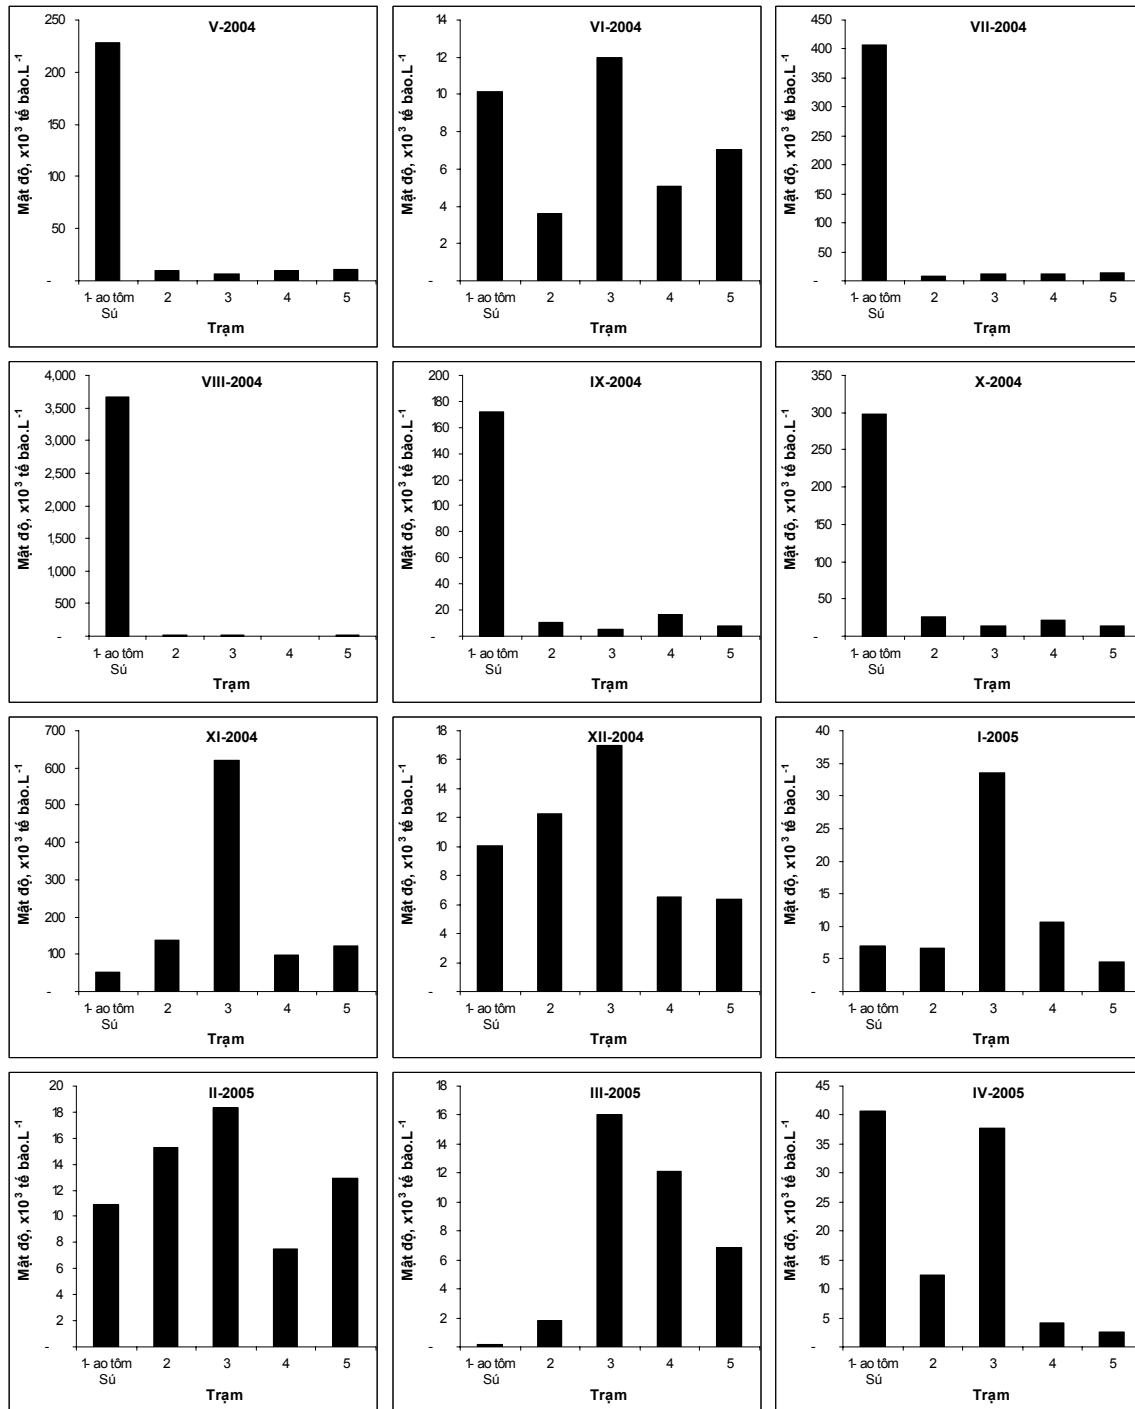 V-2004
Mật độ, x10³ tế bào.L⁻¹
250
200
150
100
50
-
1- ao tôm Sú 2 3 4 5
Trạm
VI-2004
Mật độ, x10³ tế bào.L⁻¹
14
12
10
8
6
4
2
-
1- ao tôm Sú 2 3 4 5
Trạm
VII-2004
Mật độ, x10³ tế bào.L⁻¹
450
400
350
300
250
200
150
100
50
-
1- ao tôm Sú 2 3 4 5
Trạm
VIII-2004
Mật độ, x10³ tế bào.L⁻¹
4,000
3,500
3,000
2,500
2,000
1,500
1,000
500
-
1- ao tôm Sú 2 3 4 5
Trạm
IX-2004
Mật độ, x10³ tế bào.L⁻¹
200
180
160
140
120
100
80
60
40
20
-
1- ao tôm Sú 2 3 4 5
Trạm
X-2004
Mật độ, x10³ tế bào.L⁻¹
350
300
250
200
150
100
50
-
1- ao tôm Sú 2 3 4 5
Trạm
XI-2004
Mật độ, x10³ tế bào.L⁻¹
700
600
500
400
300
200
100
-
1- ao tôm Sú 2 3 4 5
Trạm
XII-2004
Mật độ, x10³ tế bào.L⁻¹
18
16
14
12
10
8
6
4
2
-
1- ao tôm Sú 2 3 4 5
Trạm
I-2005
Mật độ, x10³ tế bào.L⁻¹
40
35
30
25
20
15
10
5
-
1- ao tôm Sú 2 3 4 5
Trạm
II-2005
Mật độ, x10³ tế bào.L⁻¹
20
18
16
14
12
10
8
6
4
2
-
1- ao tôm Sú 2 3 4 5
Trạm
III-2005
Mật độ, x10³ tế bào.L⁻¹
18
16
14
12
10
8
6
4
2
-
1- ao tôm Sú 2 3 4 5
Trạm
IV-2005
Mật độ, x10³ tế bào.L⁻¹
45
40
35
30
25
20
15
10
5
-
1- ao tôm Sú 2 3 4 5
Trạm